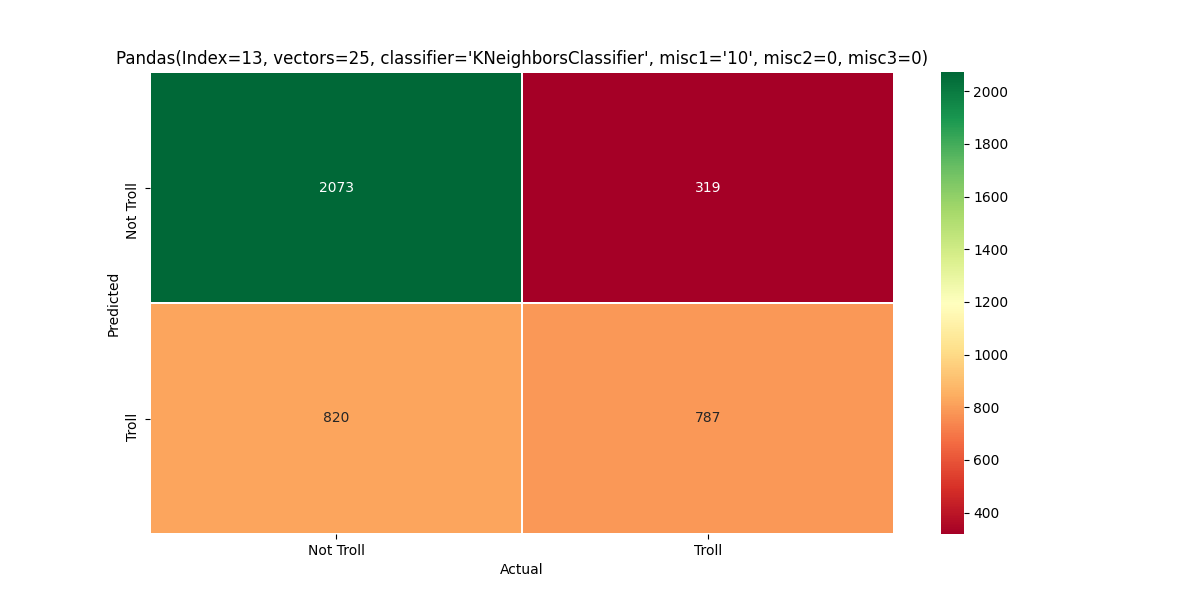 Pandas(Index=13, vectors=25, classifier='KNeighborsClassifier', misc1='10', misc2=0, misc3=0)
2073
319
820
787
Not Troll
Troll
Predicted
Not Troll
Troll
Actual
2000
1800
1600
1400
1200
1000
800
600
400